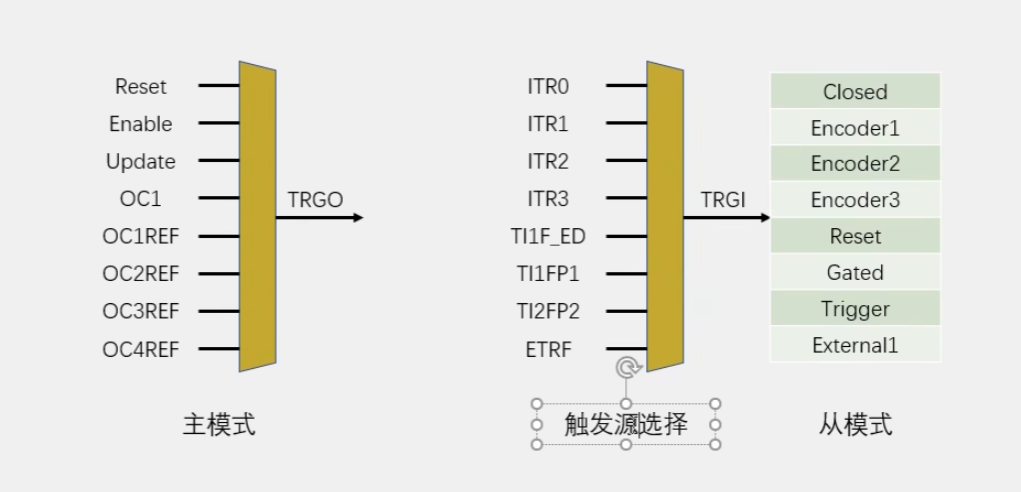 Reset
Enable
Update
OC1
OC1REF
OC2REF
OC3REF
OC4REF
TRGO
主模式
ITR0
ITR1
ITR2
ITR3
TI1F_ED
TI1FP1
TI2FP2
ETRF
TRGI
触发源选择
Closed
Encoder1
Encoder2
Encoder3
Reset
Gated
Trigger
External1
从模式